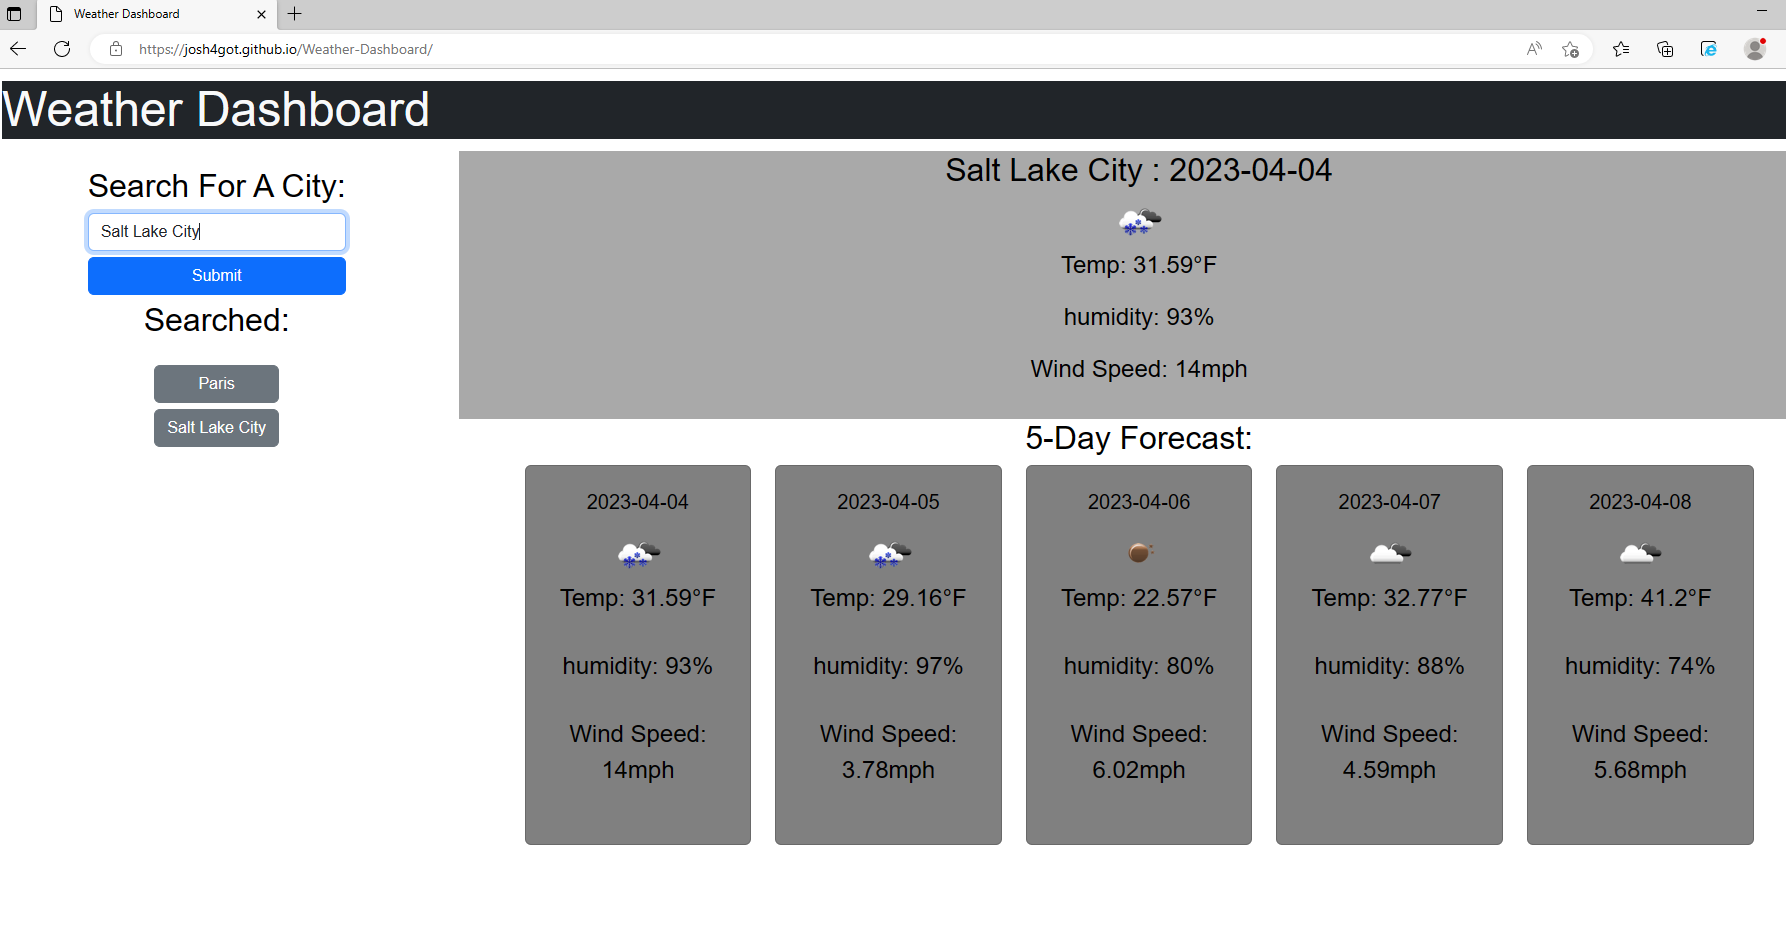 Weather Dashboard
https://josh4got.github.io/Weather-Dashboard/
Weather Dashboard
Search For A City:
Salt Lake City
Submit
Searched:
Paris
Salt Lake City
Salt Lake City : 2023-04-04
Temp: 31.59°F
humidity: 93%
Wind Speed: 14mph
5-Day Forecast:
2023-04-04
Temp: 31.59°F
humidity: 93%
Wind Speed:
14mph
2023-04-05
Temp: 29.16°F
humidity: 97%
Wind Speed:
3.78mph
2023-04-06
Temp: 22.57°F
humidity: 80%
Wind Speed:
6.02mph
2023-04-07
Temp: 32.77°F
humidity: 88%
Wind Speed:
4.59mph
2023-04-08
Temp: 41.2°F
humidity: 74%
Wind Speed:
5.68mph